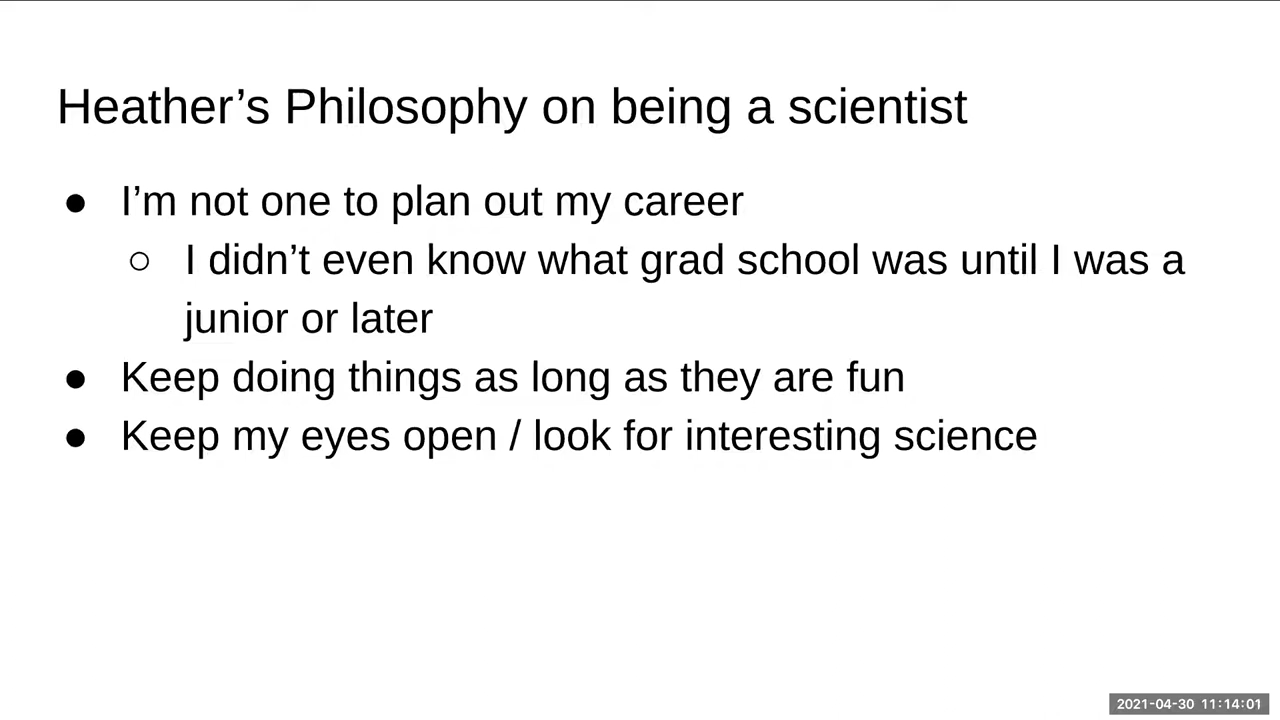 Heather’s Philosophy on being a scientist
● I’m not one to plan out my career
○ I didn’t even know what grad school was until I was a
junior or later
● Keep doing things as long as they are fun
● Keep my eyes open / look for interesting science
2021-04-30 11:14:01